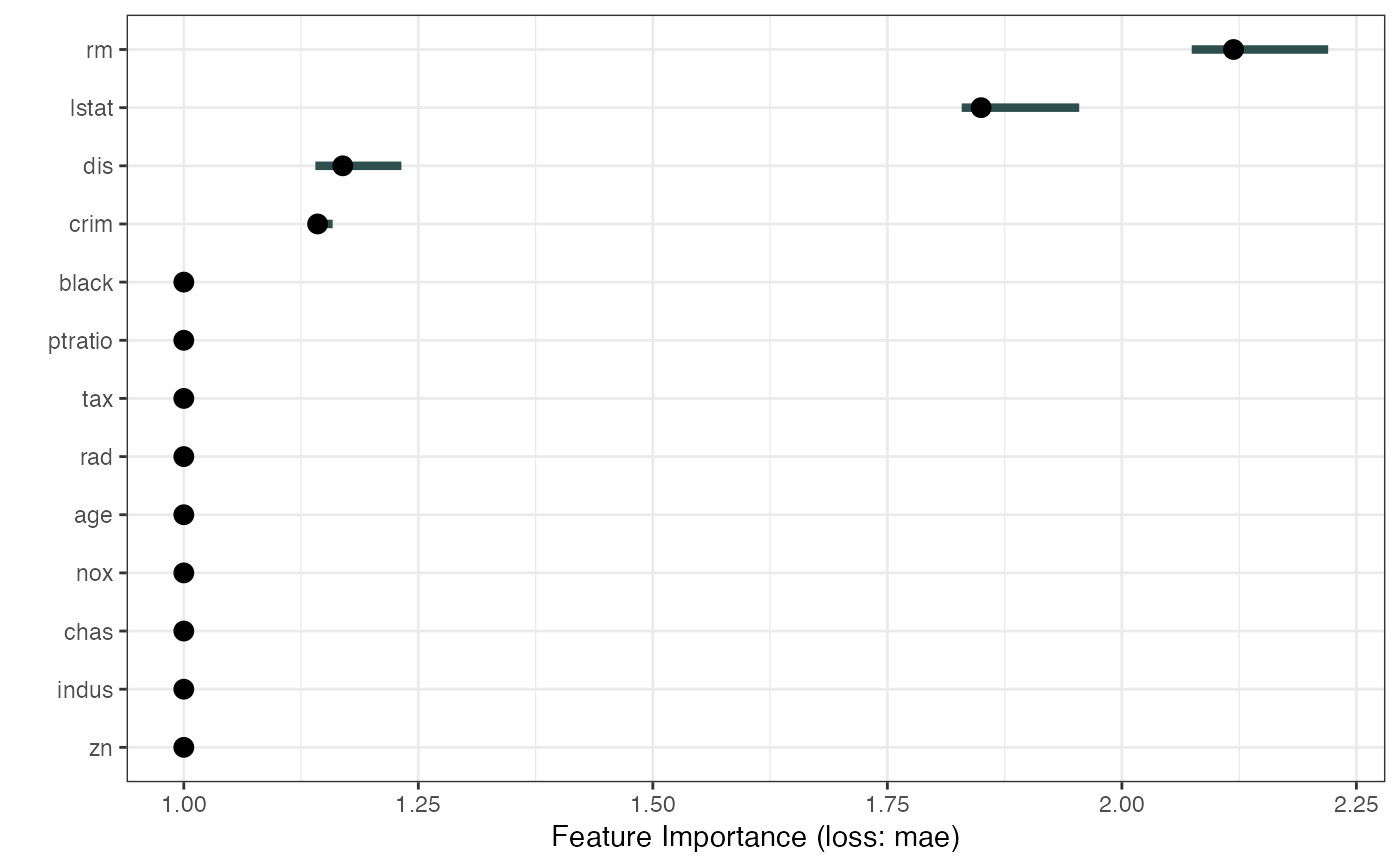 rm
lstat
dis
crim
black
ptratio
tax
rad
age
nox
chas
indus
zn
1.00 1.25 1.50 1.75 2.00 2.25
Feature Importance (loss: mae)